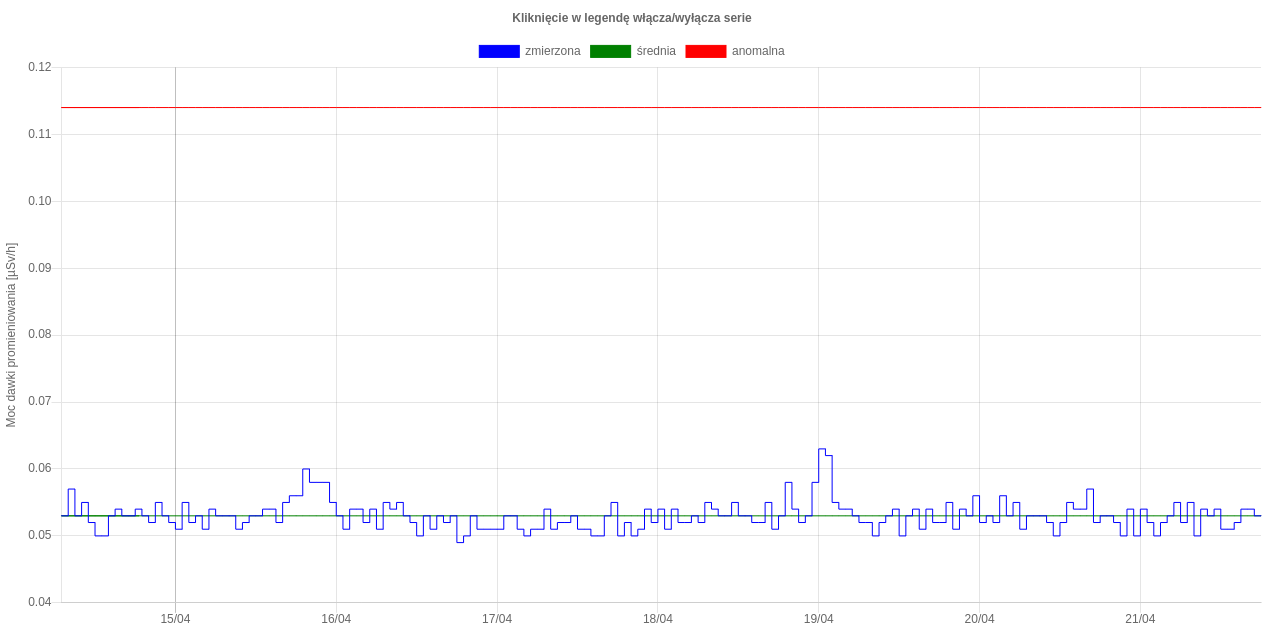 Kliknięcie w legendę włącza/wyłącza serie
zmierzona średnia anomalna
Moc dawki promieniowania [µSv/h]
0.12
0.11
0.10
0.09
0.08
0.07
0.06
0.05
0.04
15/04 16/04 17/04 18/04 19/04 20/04 21/04